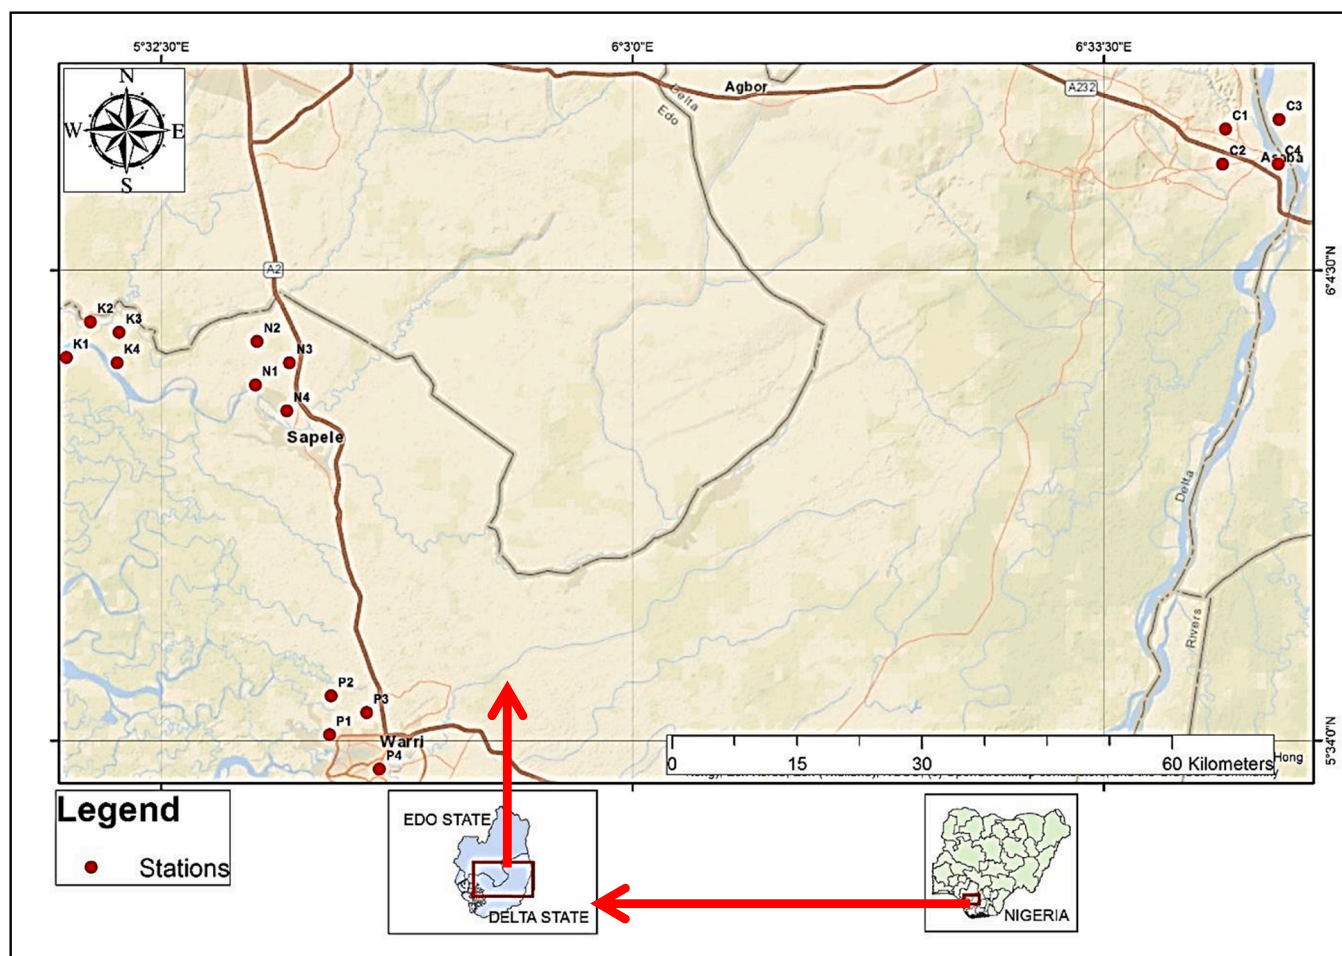 5°32'30"E
6°3'0"E
6°33'30"E
N
W
E
S
Agbor
Delta
Edo
A232
C1
C3
C2
C4
Asaba
A2
6°4'30"N
K2
K3
K1
K4
N2
N3
N1
N4
Sapele
Delta
Rivers
P2
P3
P1
Warri
P4
5°34'0"N
0
15
30
60 Kilometers
Hong
Legend
Stations
EDO STATE
DELTA STATE
NIGERIA